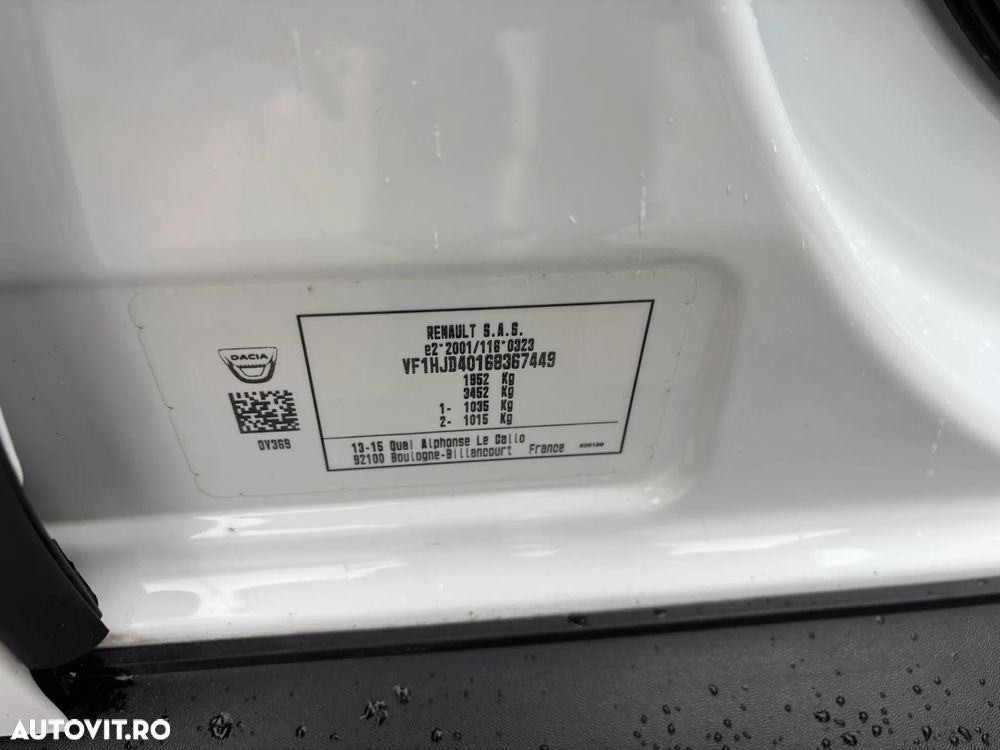 RENAULT S.A.S.
e2*2001/116*0323
VF1HJD40168367449
1952 Kg
3452 Kg
1- 1035 Kg
2- 1015 Kg
13-15 Quai Alphonse Le Gallo
92100 Boulogne-Billancourt France
DACIA
0V369
AUTOVIT.RO